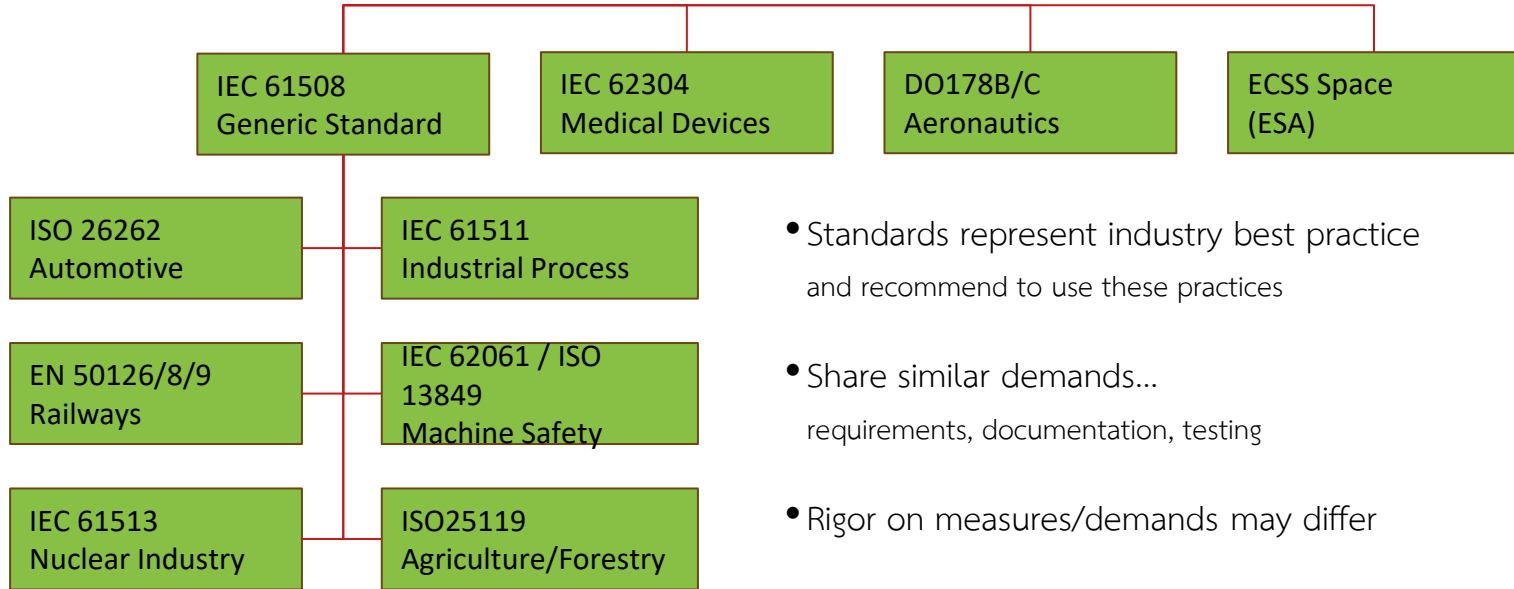 IEC 61508
Generic Standard
IEC 62304
Medical Devices
DO178B/C
Aeronautics
ECSS Space
(ESA)
ISO 26262
Automotive
IEC 61511
Industrial Process
EN 50126/8/9
Railways
IEC 62061 / ISO
13849
Machine Safety
IEC 61513
Nuclear Industry
ISO25119
Agriculture/Forestry
•Standards represent industry best practice
and recommend to use these practices
•Share similar demands...
requirements, documentation, testing
•Rigor on measures/demands may differ